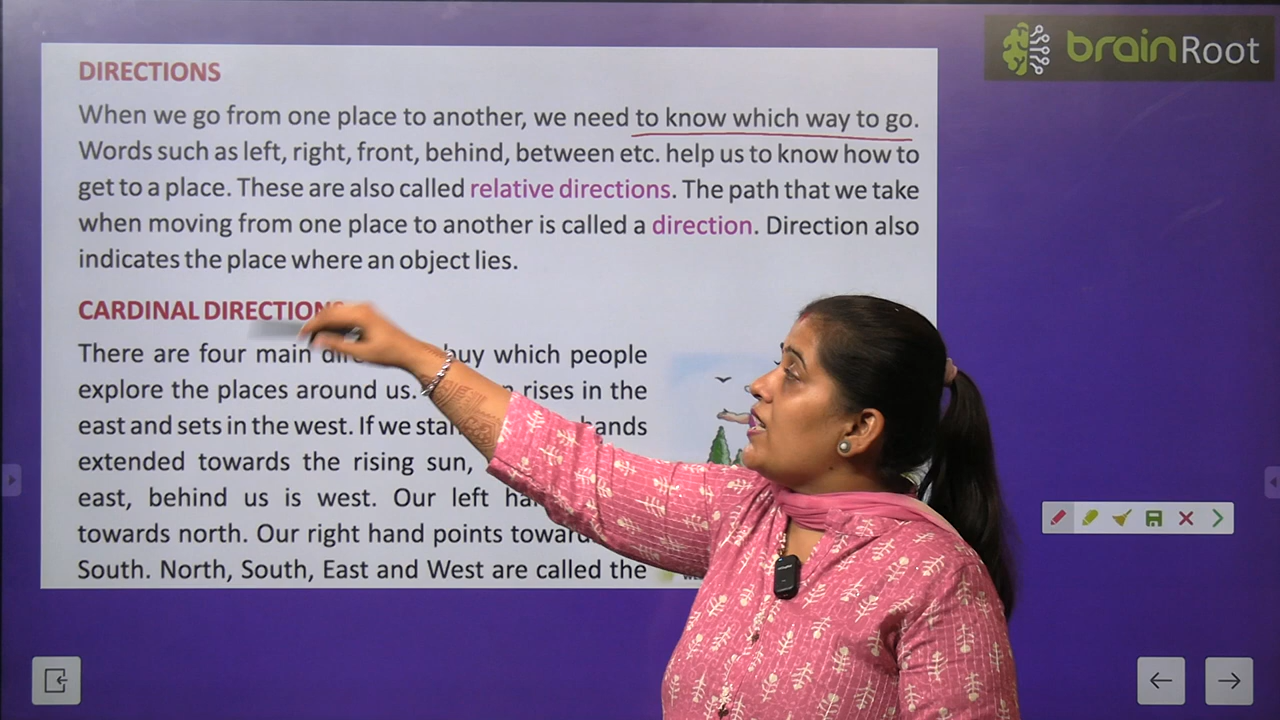 brainRoot
DIRECTIONS
When we go from one place to another, we need to know which way to go.
Words such as left, right, front, behind, between etc. help us to know how to
get to a place. These are also called relative directions. The path that we take
when moving from one place to another is called a direction. Direction also
indicates the place where an object lies.
CARDINAL DIRECTIONS
There are four main buy which people
explore the places around us. rises in the
east and sets in the west. If we hands
extended towards the rising sun,
east, behind us is west. Our left
towards north. Our right hand points
South. North, South, East and West are called the